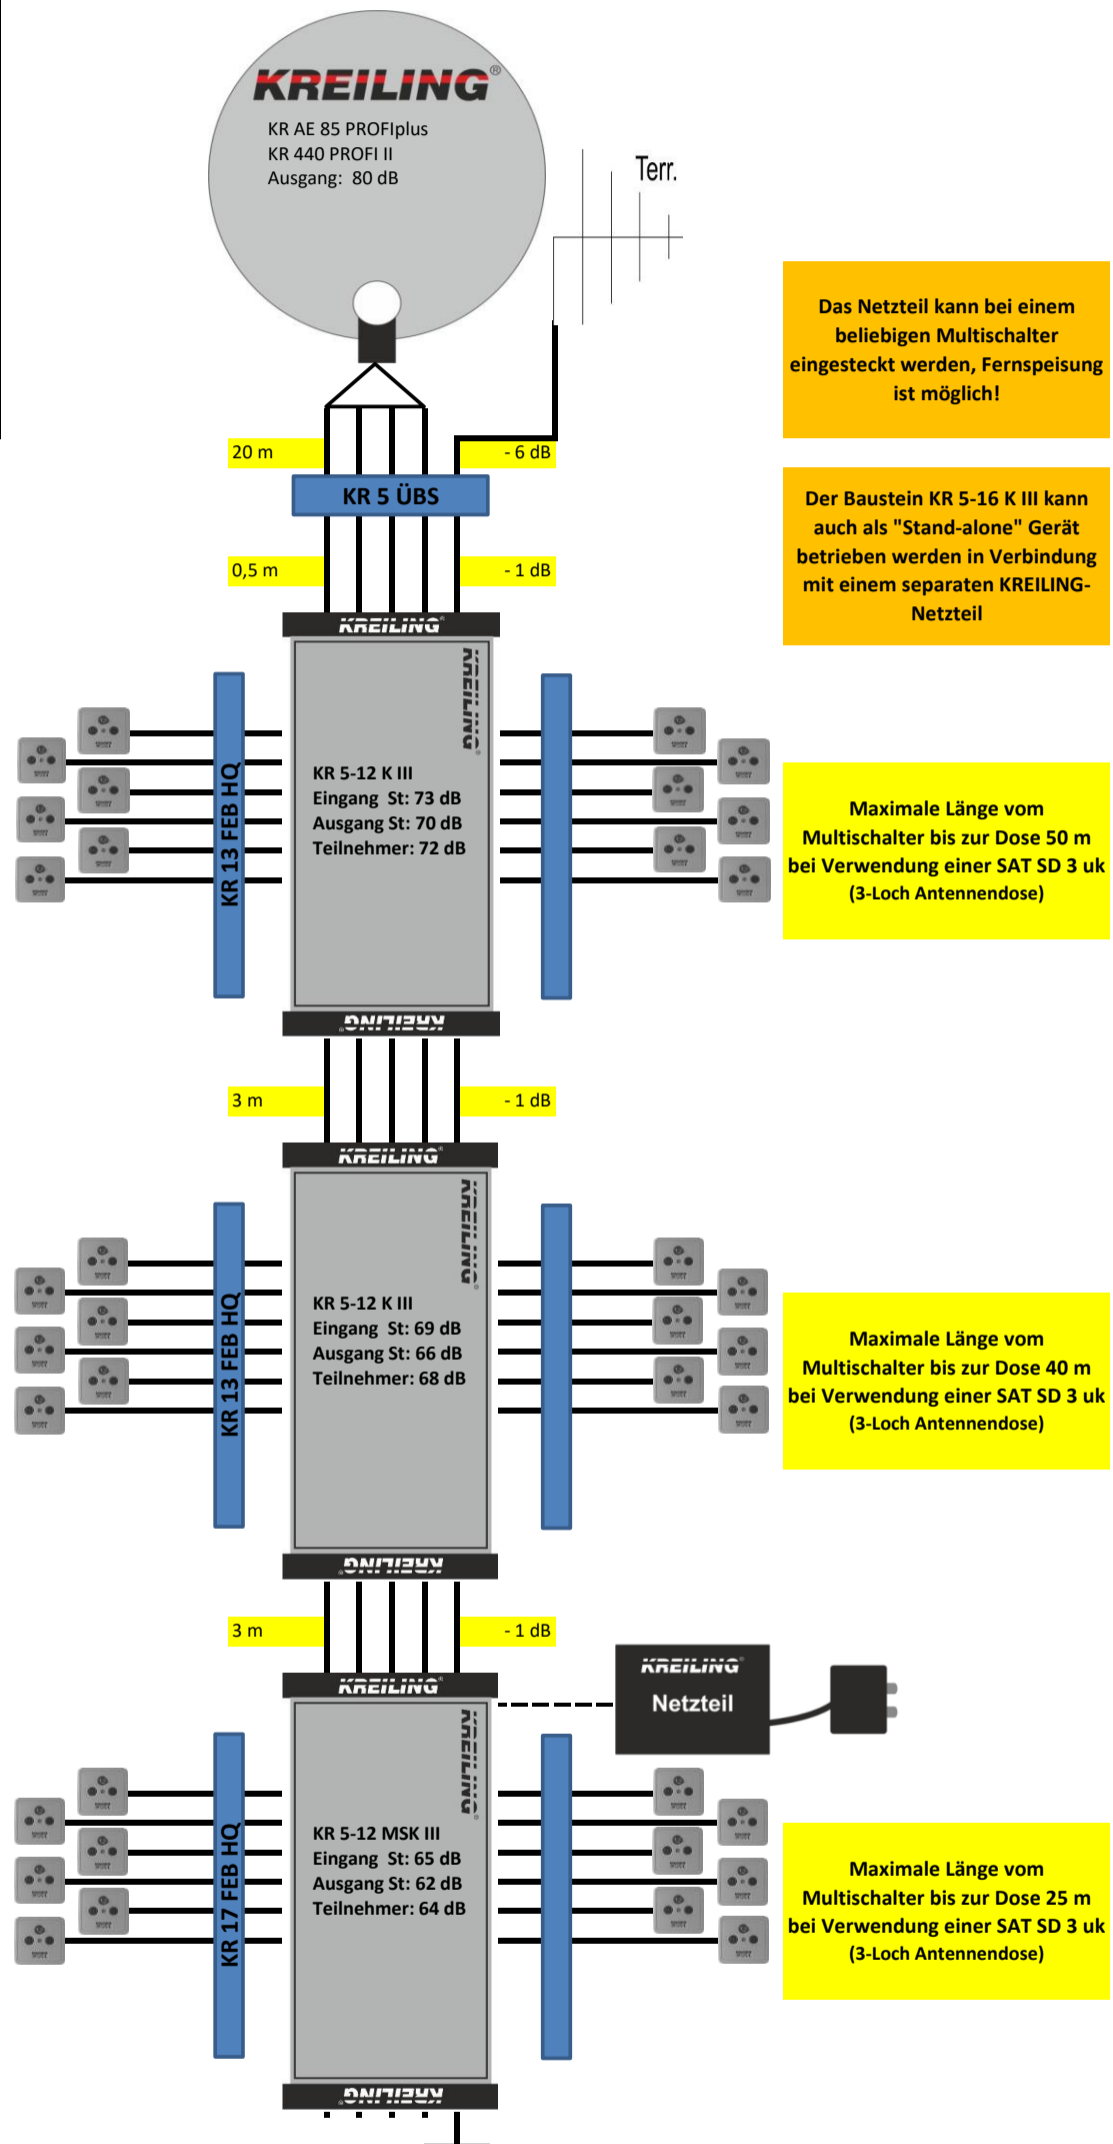 KREILING®
KR AE 85 PROFIplus
KR 440 PROFI II
Ausgang: 80 dB
Terr.
Das Netzteil kann bei einem
beliebigen Multischalter
eingesteckt werden, Fernspeisung
ist möglich!
20 m
- 6 dB
KR 5 ÜBS
Der Baustein KR 5-16 K III kann
auch als "Stand-alone" Gerät
betrieben werden in Verbindung
mit einem separaten KREILING-
Netzteil
0,5 m
- 1 dB
KREILING®
KREILING®
KR 13 FEB HQ
KR 5-12 K III
Eingang St: 73 dB
Ausgang St: 70 dB
Teilnehmer: 72 dB
Maximale Länge vom
Multischalter bis zur Dose 50 m
bei Verwendung einer SAT SD 3 uk
(3-Loch Antennendose)
KREILING®
3 m
- 1 dB
KREILING®
KREILING®
KR 13 FEB HQ
KR 5-12 K III
Eingang St: 69 dB
Ausgang St: 66 dB
Teilnehmer: 68 dB
Maximale Länge vom
Multischalter bis zur Dose 40 m
bei Verwendung einer SAT SD 3 uk
(3-Loch Antennendose)
KREILING®
3 m
- 1 dB
KREILING®
Netzteil
KREILING®
KREILING®
KR 17 FEB HQ
KR 5-12 MSK III
Eingang St: 65 dB
Ausgang St: 62 dB
Teilnehmer: 64 dB
Maximale Länge vom
Multischalter bis zur Dose 25 m
bei Verwendung einer SAT SD 3 uk
(3-Loch Antennendose)
KREILING®